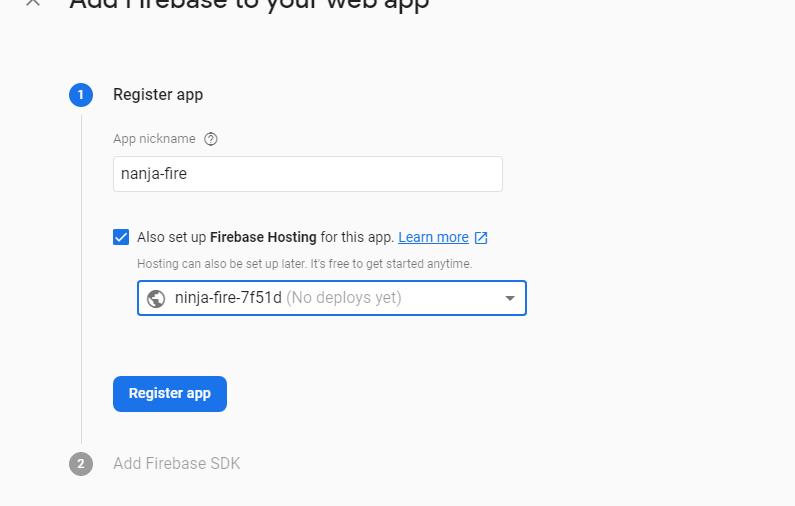 Add Firebase to your web app
1 Register app
App nickname ?
nanja-fire
Also set up Firebase Hosting for this app. Learn more
Hosting can also be set up later. It's free to get started anytime.
ninja-fire-7f51d (No deploys yet)
Register app
2 Add Firebase SDK